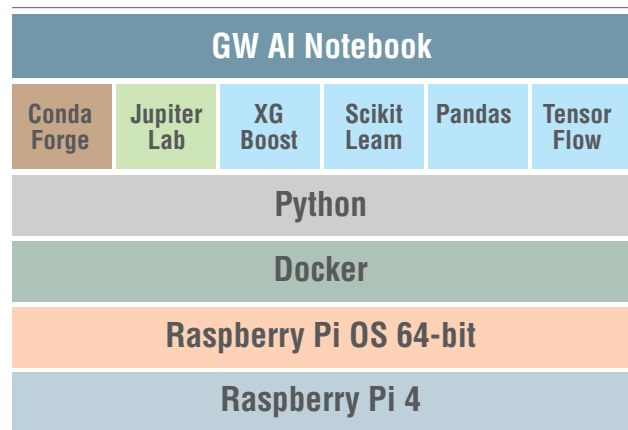 GW AI Notebook
Conda
Forge
Jupiter
Lab
XG
Boost
Scikit
Leam
Pandas
Tensor
Flow
Python
Docker
Raspberry Pi OS 64-bit
Raspberry Pi 4